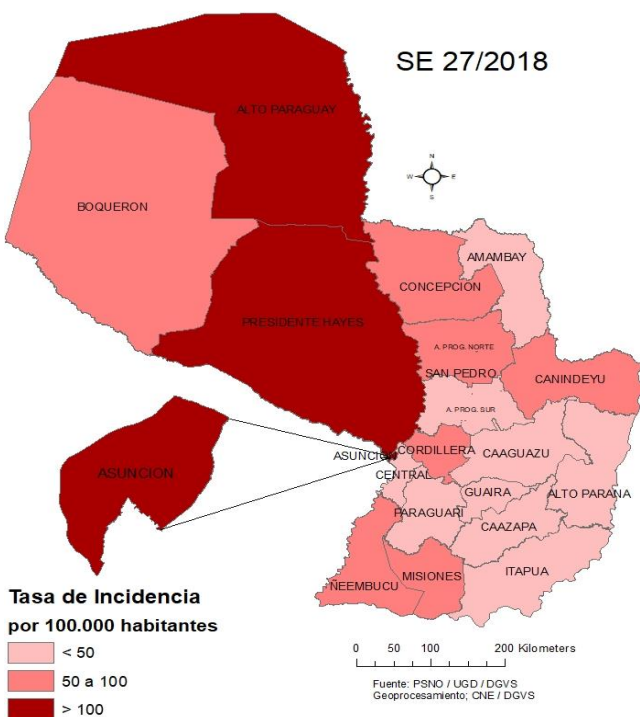 SE 27/2018
ALTO PARAGUAY
N
W
E
S
BOQUERON
AMAMBAY
CONCEPCION
PRESIDENTE HAYES
A. PROG. NORTE
SAN PEDRO
CANINDEYU
A. PROG. SUR
ASUNCION
ASUNCION
CORDILLERA
CAAGUAZU
CENTRAL
GUAIRA
ALTO PARANA
PARAGUARI
CAAZAPA
ÑEEMBUCU
MISIONES
ITAPUA
Tasa de Incidencia
por 100.000 habitantes
< 50
50 a 100
> 100
0 50 100 200 Kilometers
Fuente: PSNO / UGD / DGVS
Geoprocesamiento; CNE / DGVS